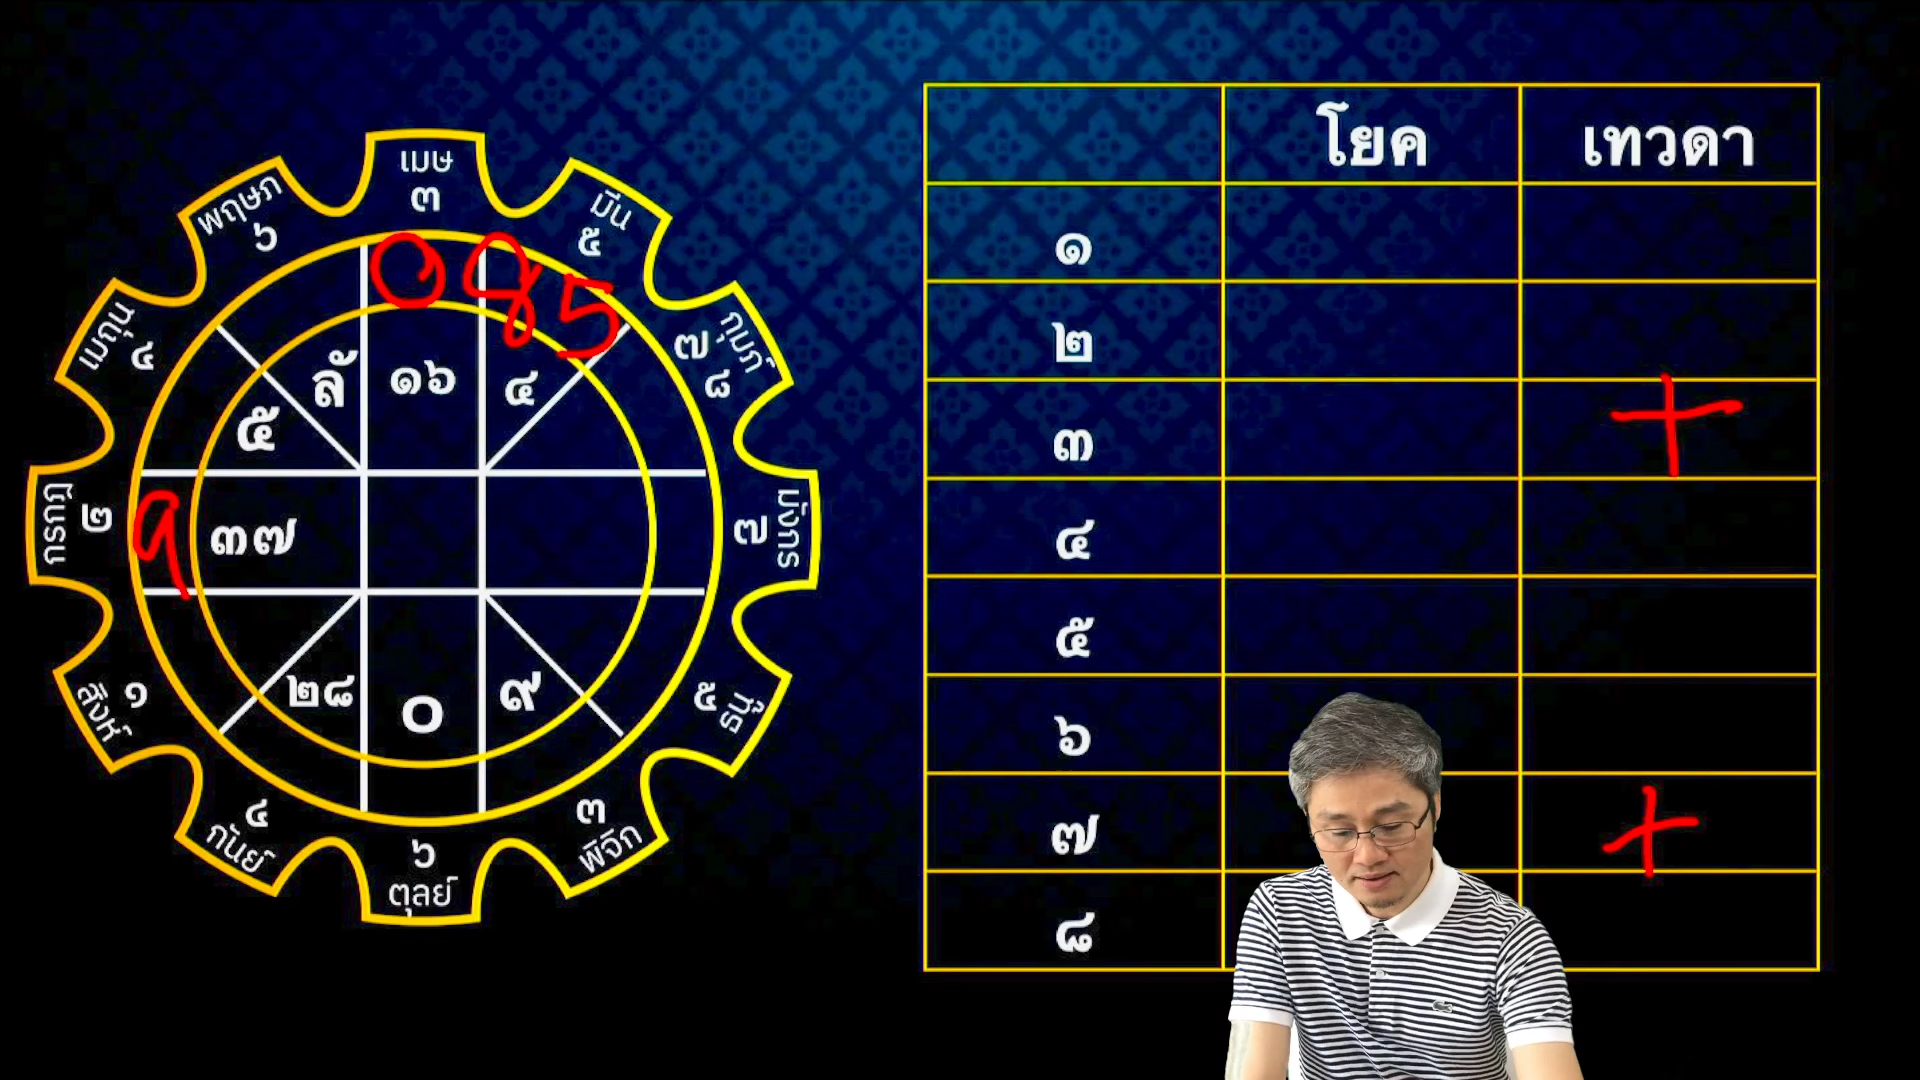 เมษ
๓
มีน
๕
กุมภ์
๗
๘
มังกร
๗
ธนู
๕
พิจิก
๓
ตุลย์
๖
กันย์
๔
สิงห์
๑
กรกฎ
๒
เมถุน
๔
พฤษภ
๖
085
ลั
๑๖
๔
๕
9
๓๗
๒๘
๐
๙
โยค เทวดา
๑
๒
๓ +
๔
๕
๖
๗ +
๘